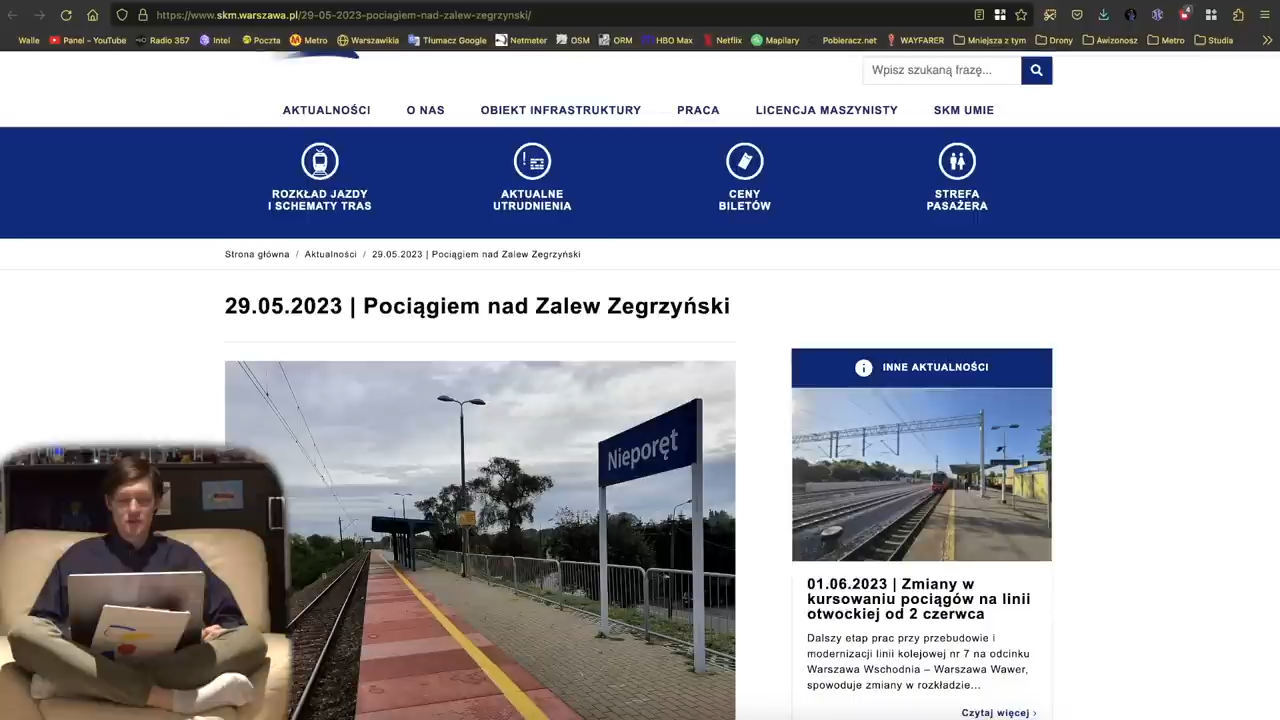 https://www.skm.warszawa.pl/29-05-2023-pociagiem-nad-zalew-zegrzynski/
4
Walle
Panel – YouTube
Radio 357
Intel
Poczta
Metro
Warszawikia
Tłumacz Google
Netmeter
OSM
ORM
HBO Max
Netflix
Mapilary
Pobieracz.net
WAYFARER
Mniejsza z tym
Drony
Awizonosz
Metro
Studia
Wpisz szukaną frazę...
AKTUALNOŚCI
O NAS
OBIEKT INFRASTRUKTURY
PRACA
LICENCJA MASZYNISTY
SKM UMIE
ROZKŁAD JAZDY
I SCHEMATY TRAS
AKTUALNE
UTRUDNIENIA
CENY
BILETÓW
STREFA
PASAŻERA
Strona główna / Aktualności / 29.05.2023 | Pociągiem nad Zalew Zegrzyński
29.05.2023 | Pociągiem nad Zalew Zegrzyński
Nieporęt
INNE AKTUALNOŚCI
01.06.2023 | Zmiany w
kursowaniu pociągów na linii
otwockiej od 2 czerwca
Dalszy etap prac przy przebudowie i
modernizacji linii kolejowej nr 7 na odcinku
Warszawa Wschodnia – Warszawa Wawer,
spowoduje zmiany w rozkładzie...
Czytaj więcej ›